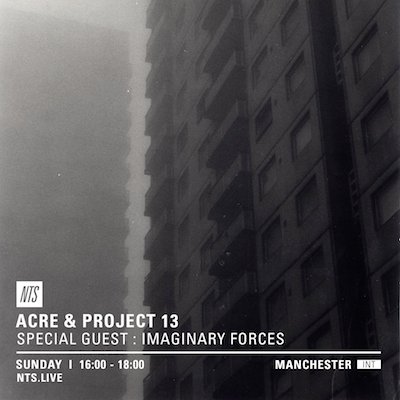 NTS
ACRE & PROJECT 13
SPECIAL GUEST : IMAGINARY FORCES
SUNDAY | 16:00 - 18:00
MANCHESTER INT
NTS.LIVE